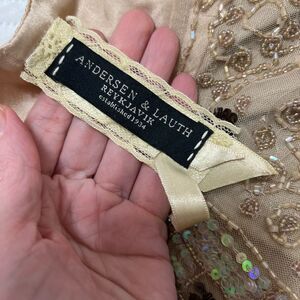 ANDERSEN & LAUTH
REYKJAVIK
established 1934